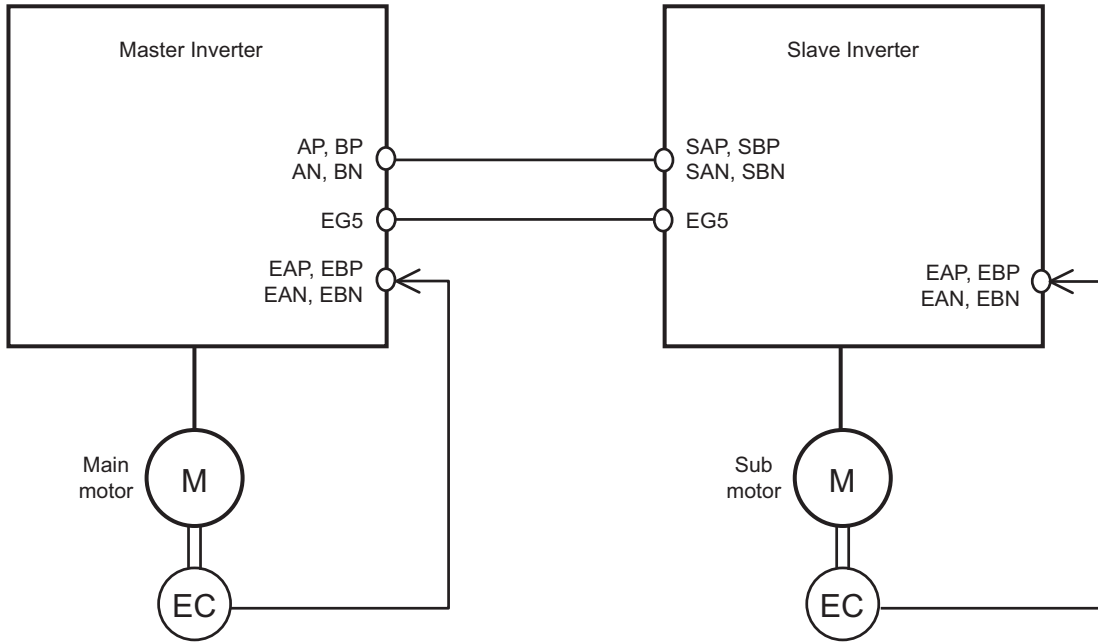 Master Inverter
AP, BP
AN, BN
EG5
EAP, EBP
EAN, EBN
Main
motor
M
EC
Slave Inverter
SAP, SBP
SAN, SBN
EG5
EAP, EBP
EAN, EBN
Sub
motor
M
EC